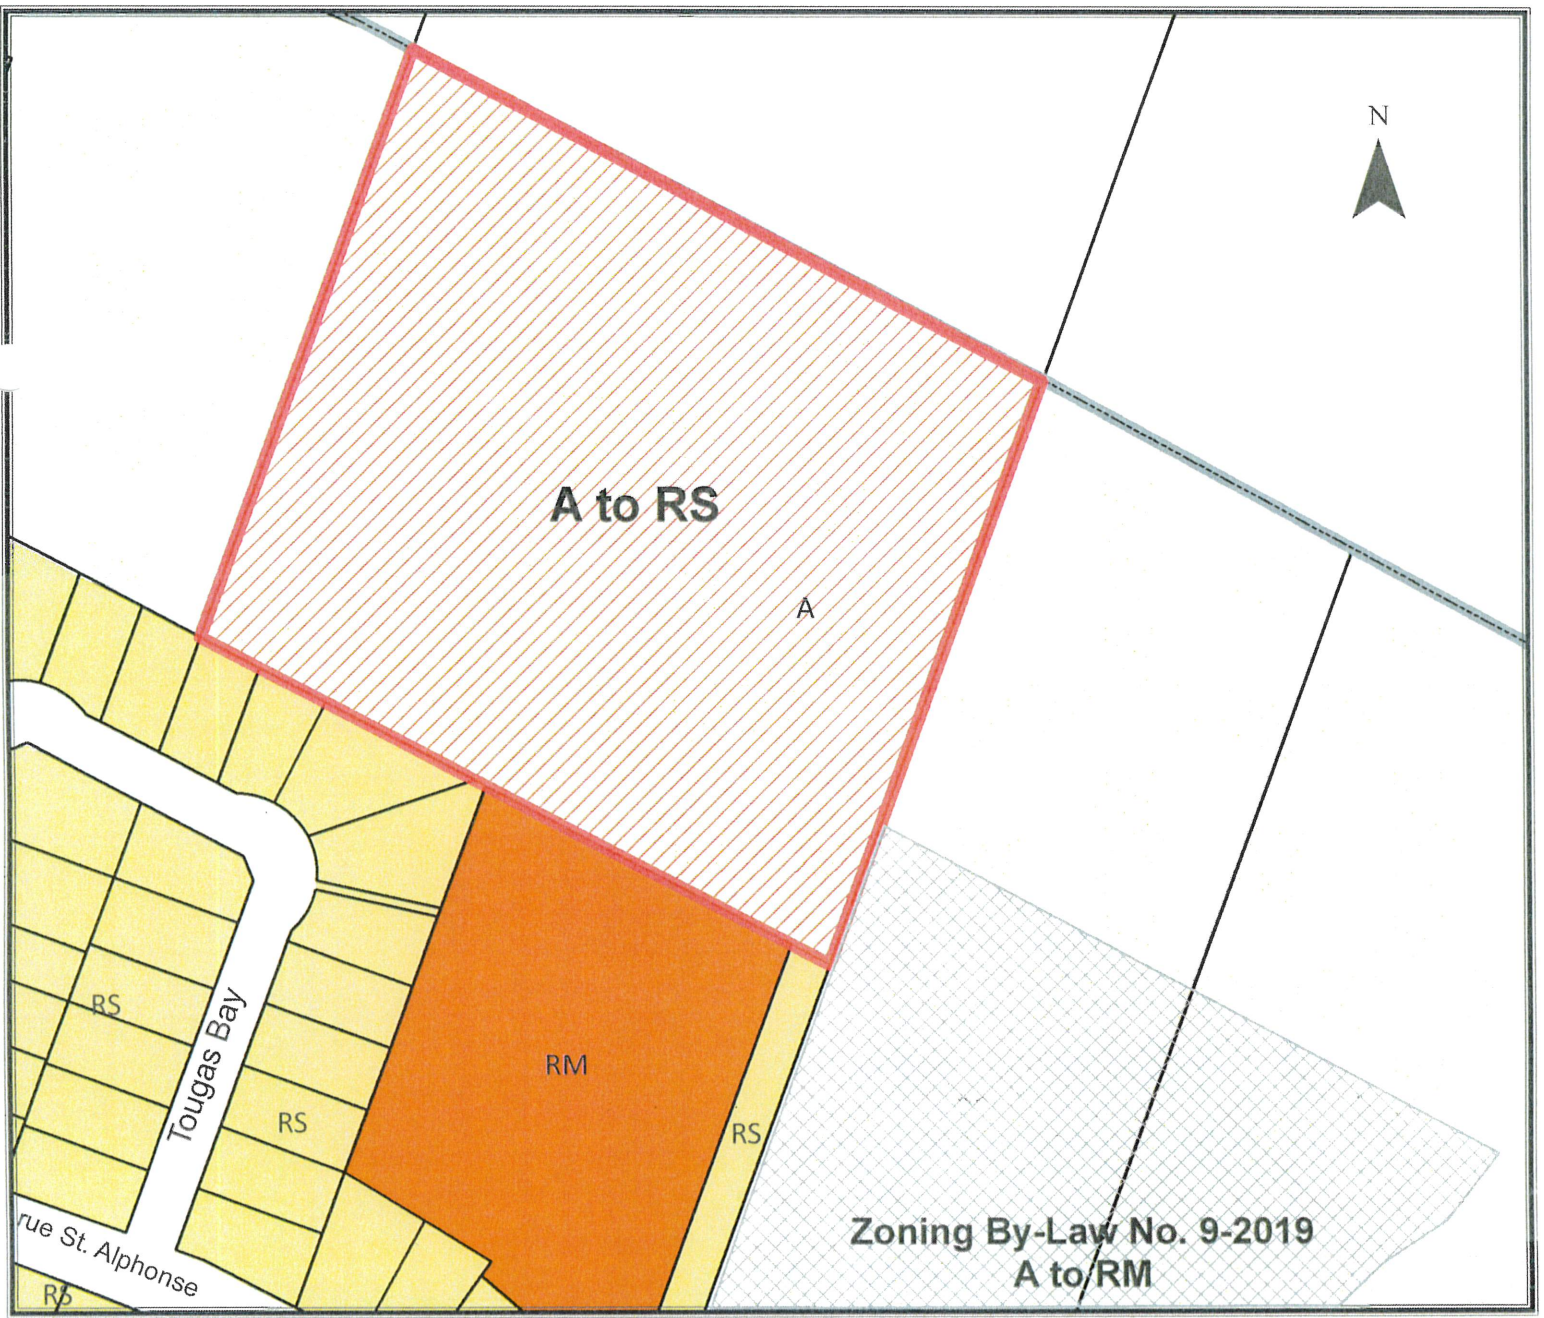 N
A to RS
A
RS
Tougas Bay
RM
RS
RS
rue St. Alphonse
RS
Zoning By-Law No. 9-2019
A to RM